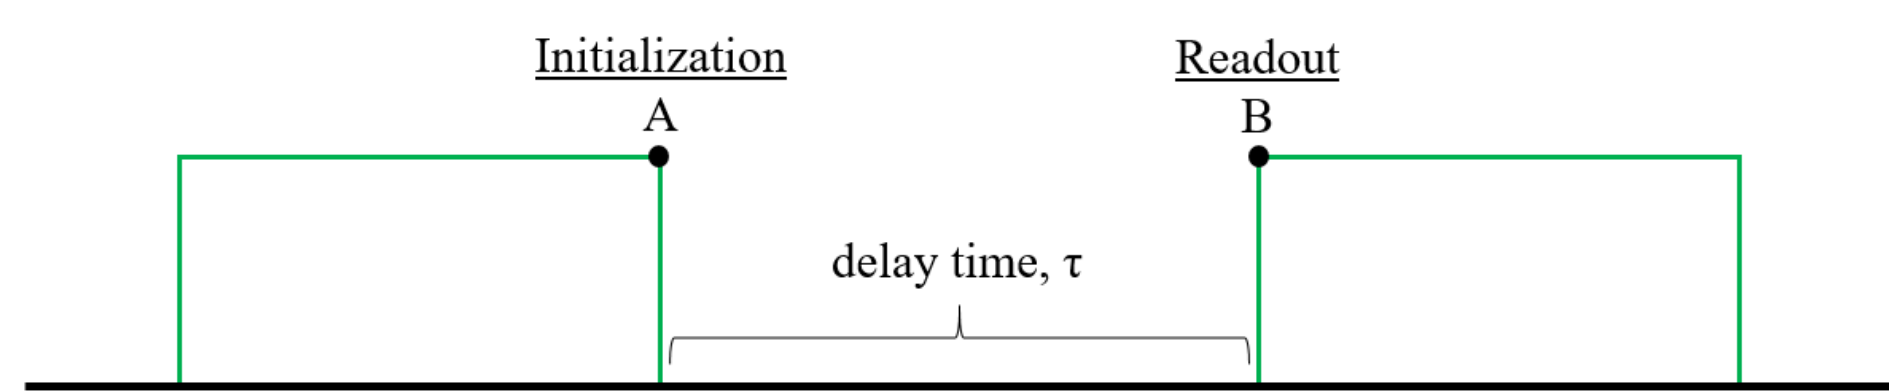 Initialization
A
Readout
B
delay time, τ